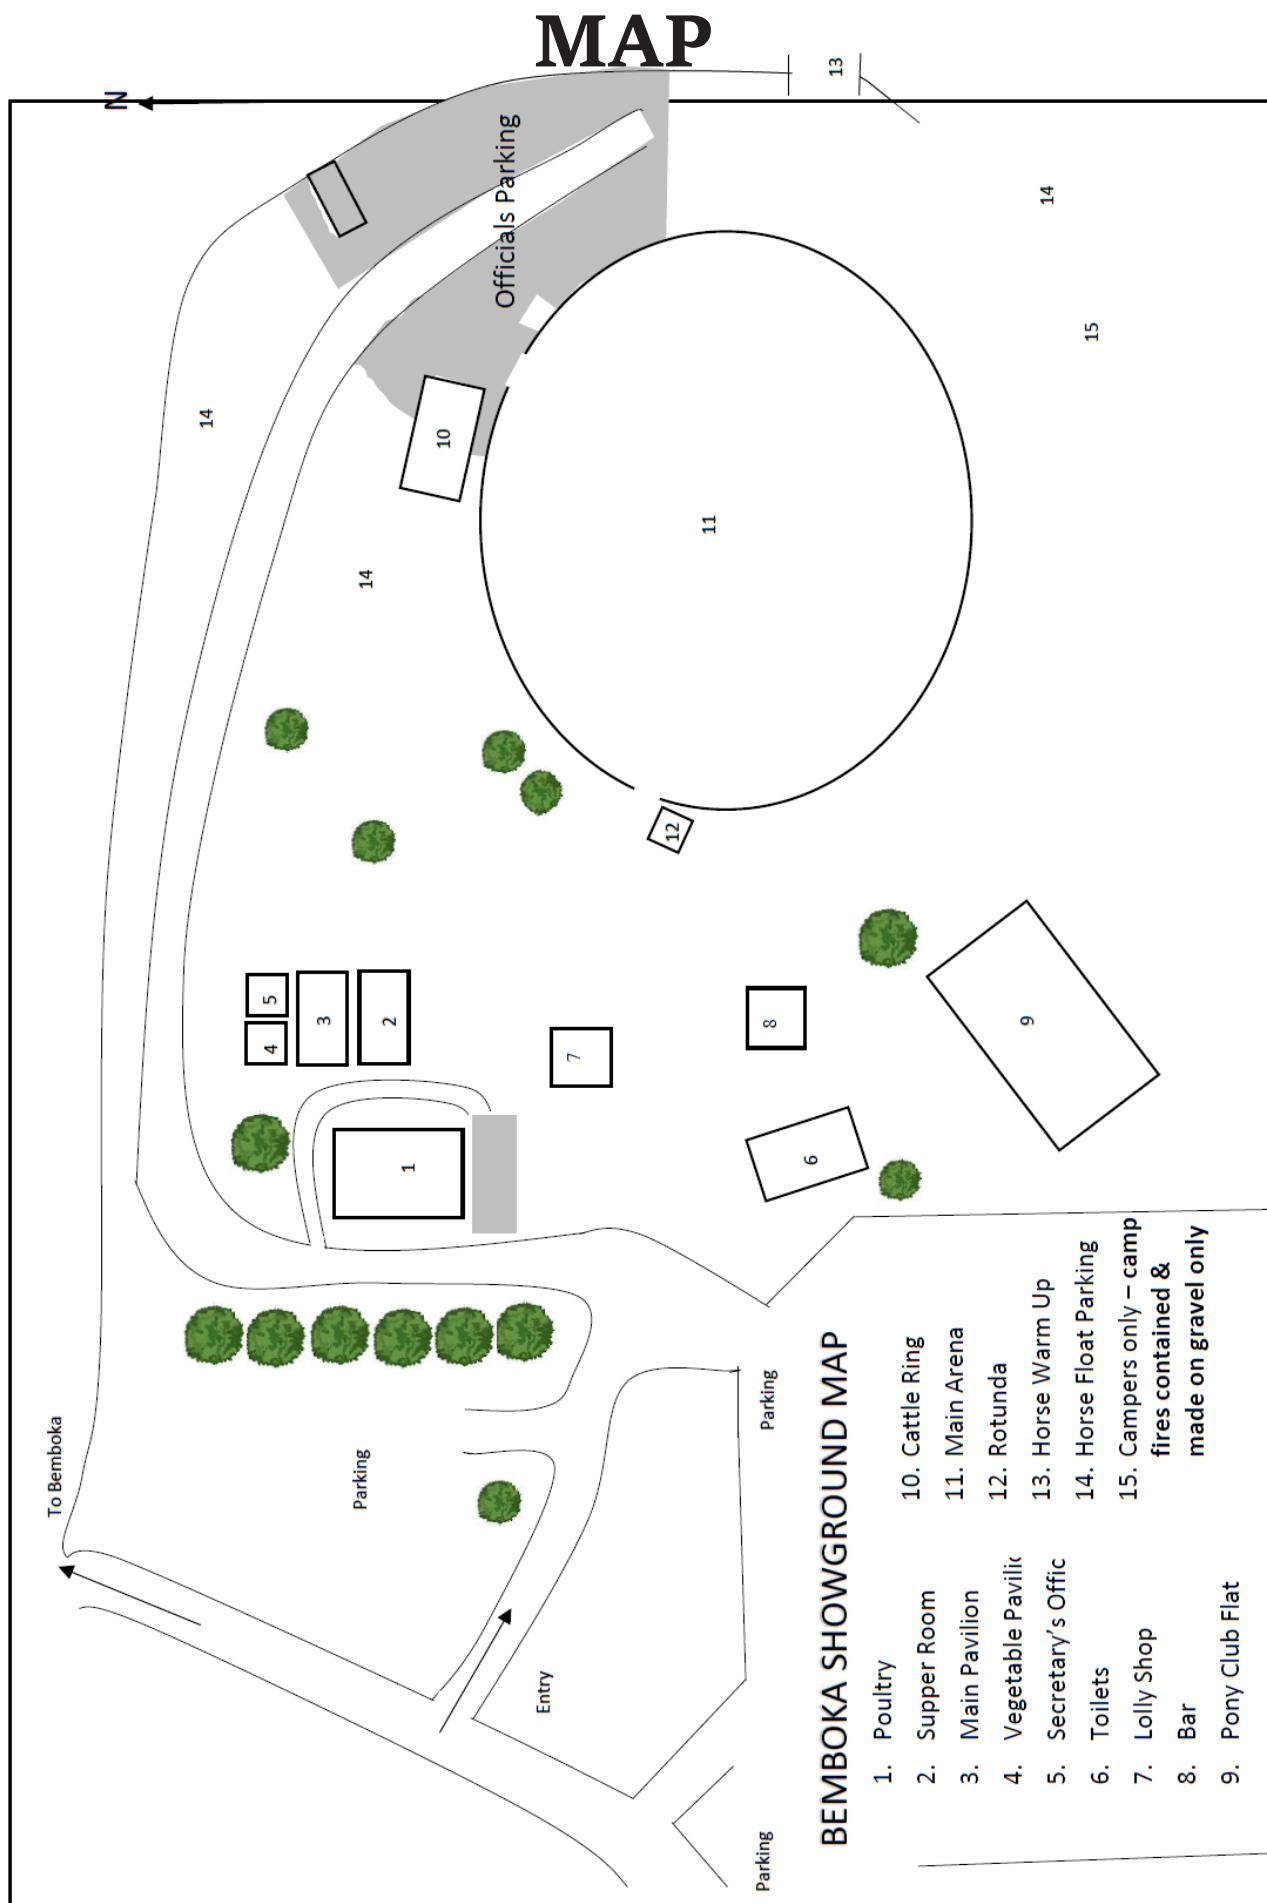 MAP
N
13
Officials Parking
14
15
14
10
11
14
12
5
4
3
2
7
8
9
1
6
To Bemboka
Parking
Parking
Entry
Parking
BEMBOKA SHOWGROUND MAP
1. Poultry
2. Supper Room
3. Main Pavilion
4. Vegetable Pavilic
5. Secretary's Offic
6. Toilets
7. Lolly Shop
8. Bar
9. Pony Club Flat
10. Cattle Ring
11. Main Arena
12. Rotunda
13. Horse Warm Up
14. Horse Float Parking
15. Campers only – camp
fires contained &
made on gravel only